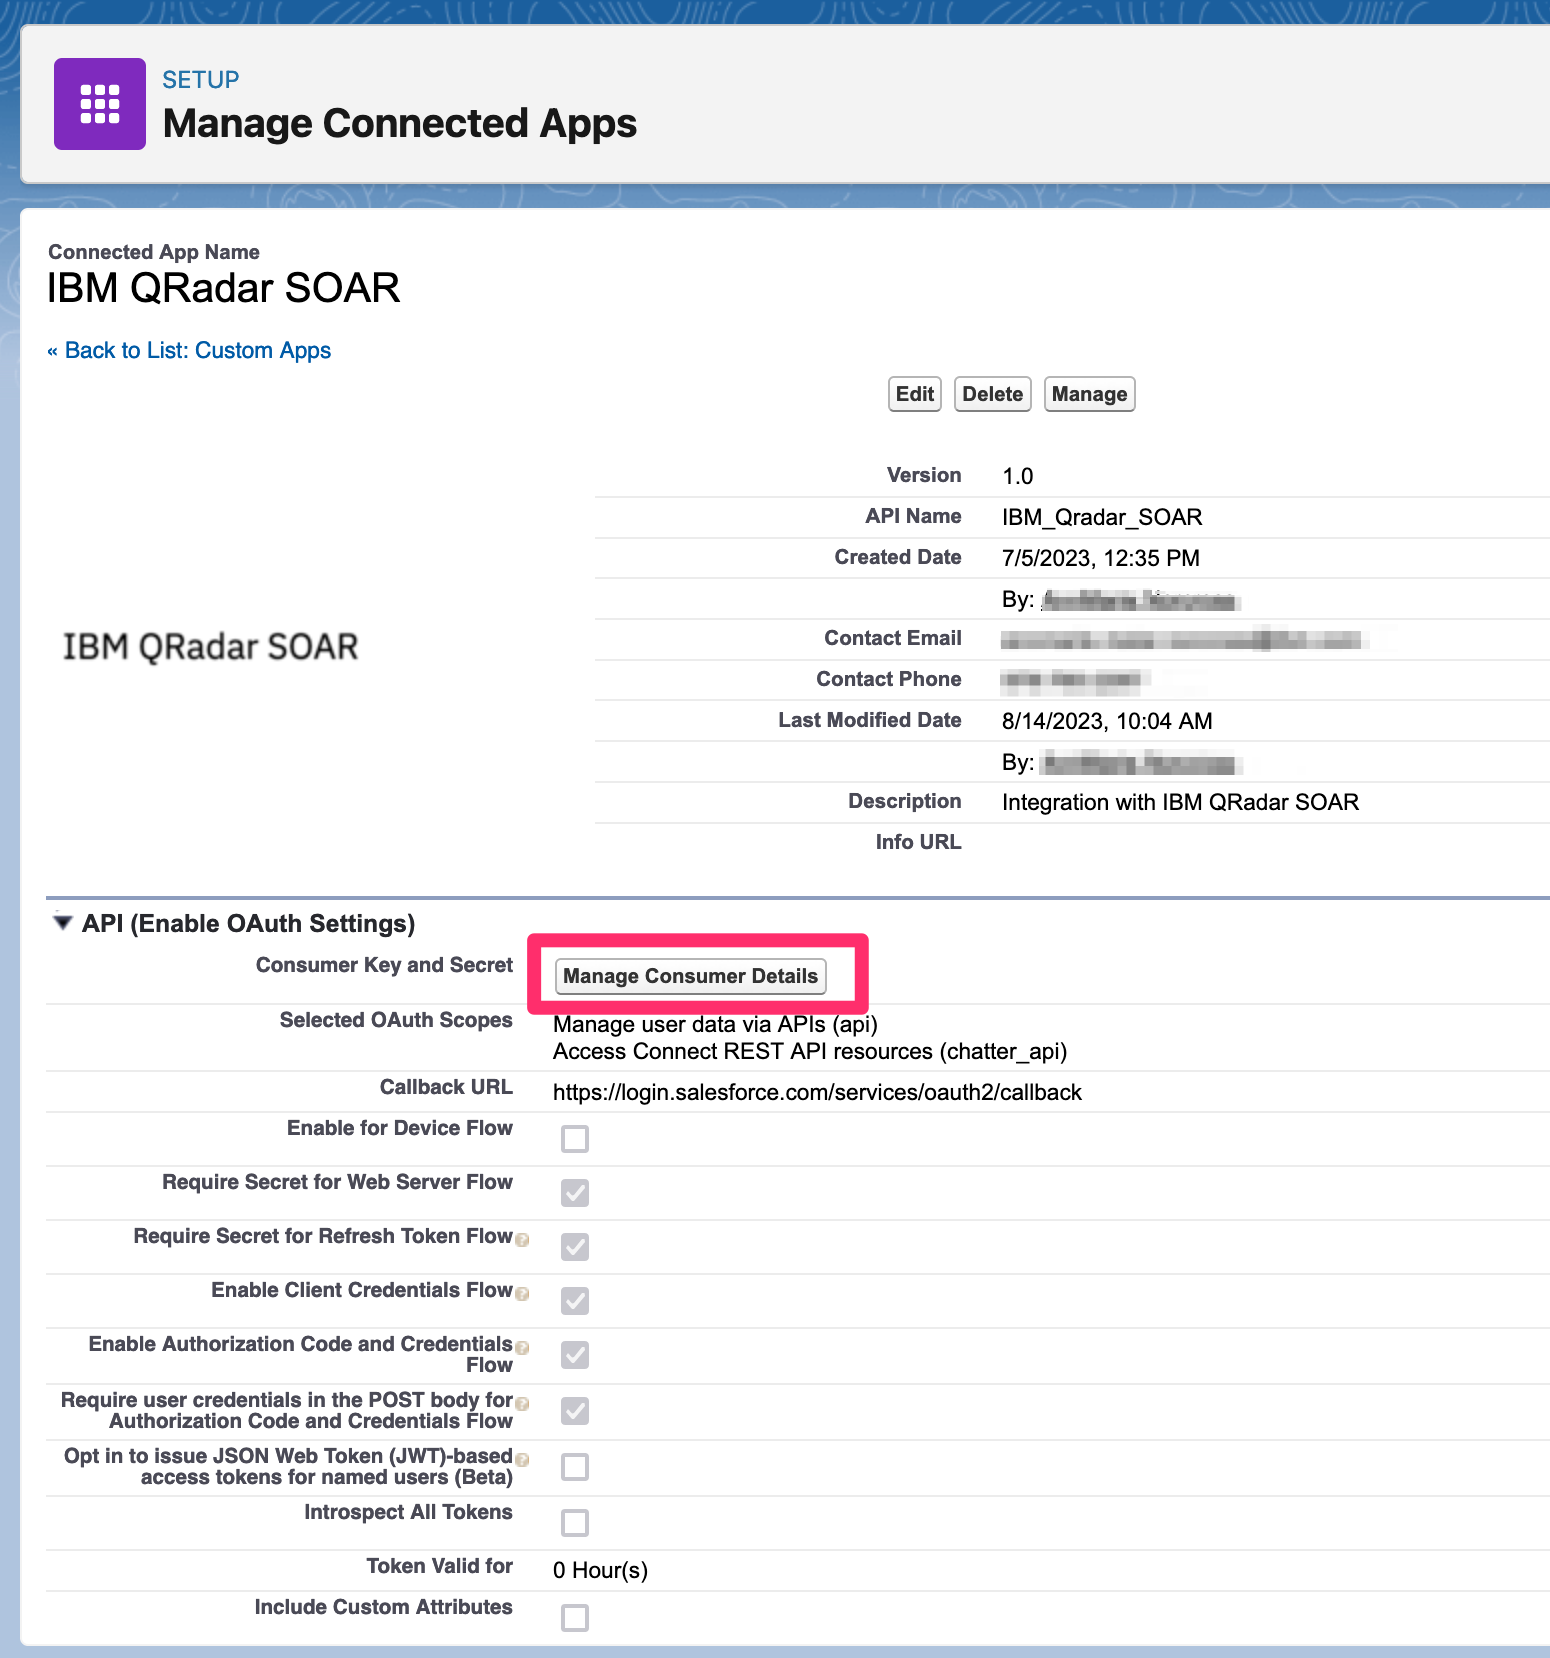 SETUP
Manage Connected Apps
Connected App Name
IBM QRadar SOAR
« Back to List: Custom Apps
Edit Delete Manage
IBM QRadar SOAR
Version 1.0
API Name IBM_Qradar_SOAR
Created Date 7/5/2023, 12:35 PM
By:
Contact Email
Contact Phone
Last Modified Date 8/14/2023, 10:04 AM
By:
Description Integration with IBM QRadar SOAR
Info URL
API (Enable OAuth Settings)
Consumer Key and Secret Manage Consumer Details
Selected OAuth Scopes Manage user data via APIs (api)
Access Connect REST API resources (chatter_api)
Callback URL https://login.salesforce.com/services/oauth2/callback
Enable for Device Flow
Require Secret for Web Server Flow
Require Secret for Refresh Token Flow ?
Enable Client Credentials Flow ?
Enable Authorization Code and Credentials ?
Flow
Require user credentials in the POST body for ?
Authorization Code and Credentials Flow
Opt in to issue JSON Web Token (JWT)-based ?
access tokens for named users (Beta)
Introspect All Tokens
Token Valid for 0 Hour(s)
Include Custom Attributes